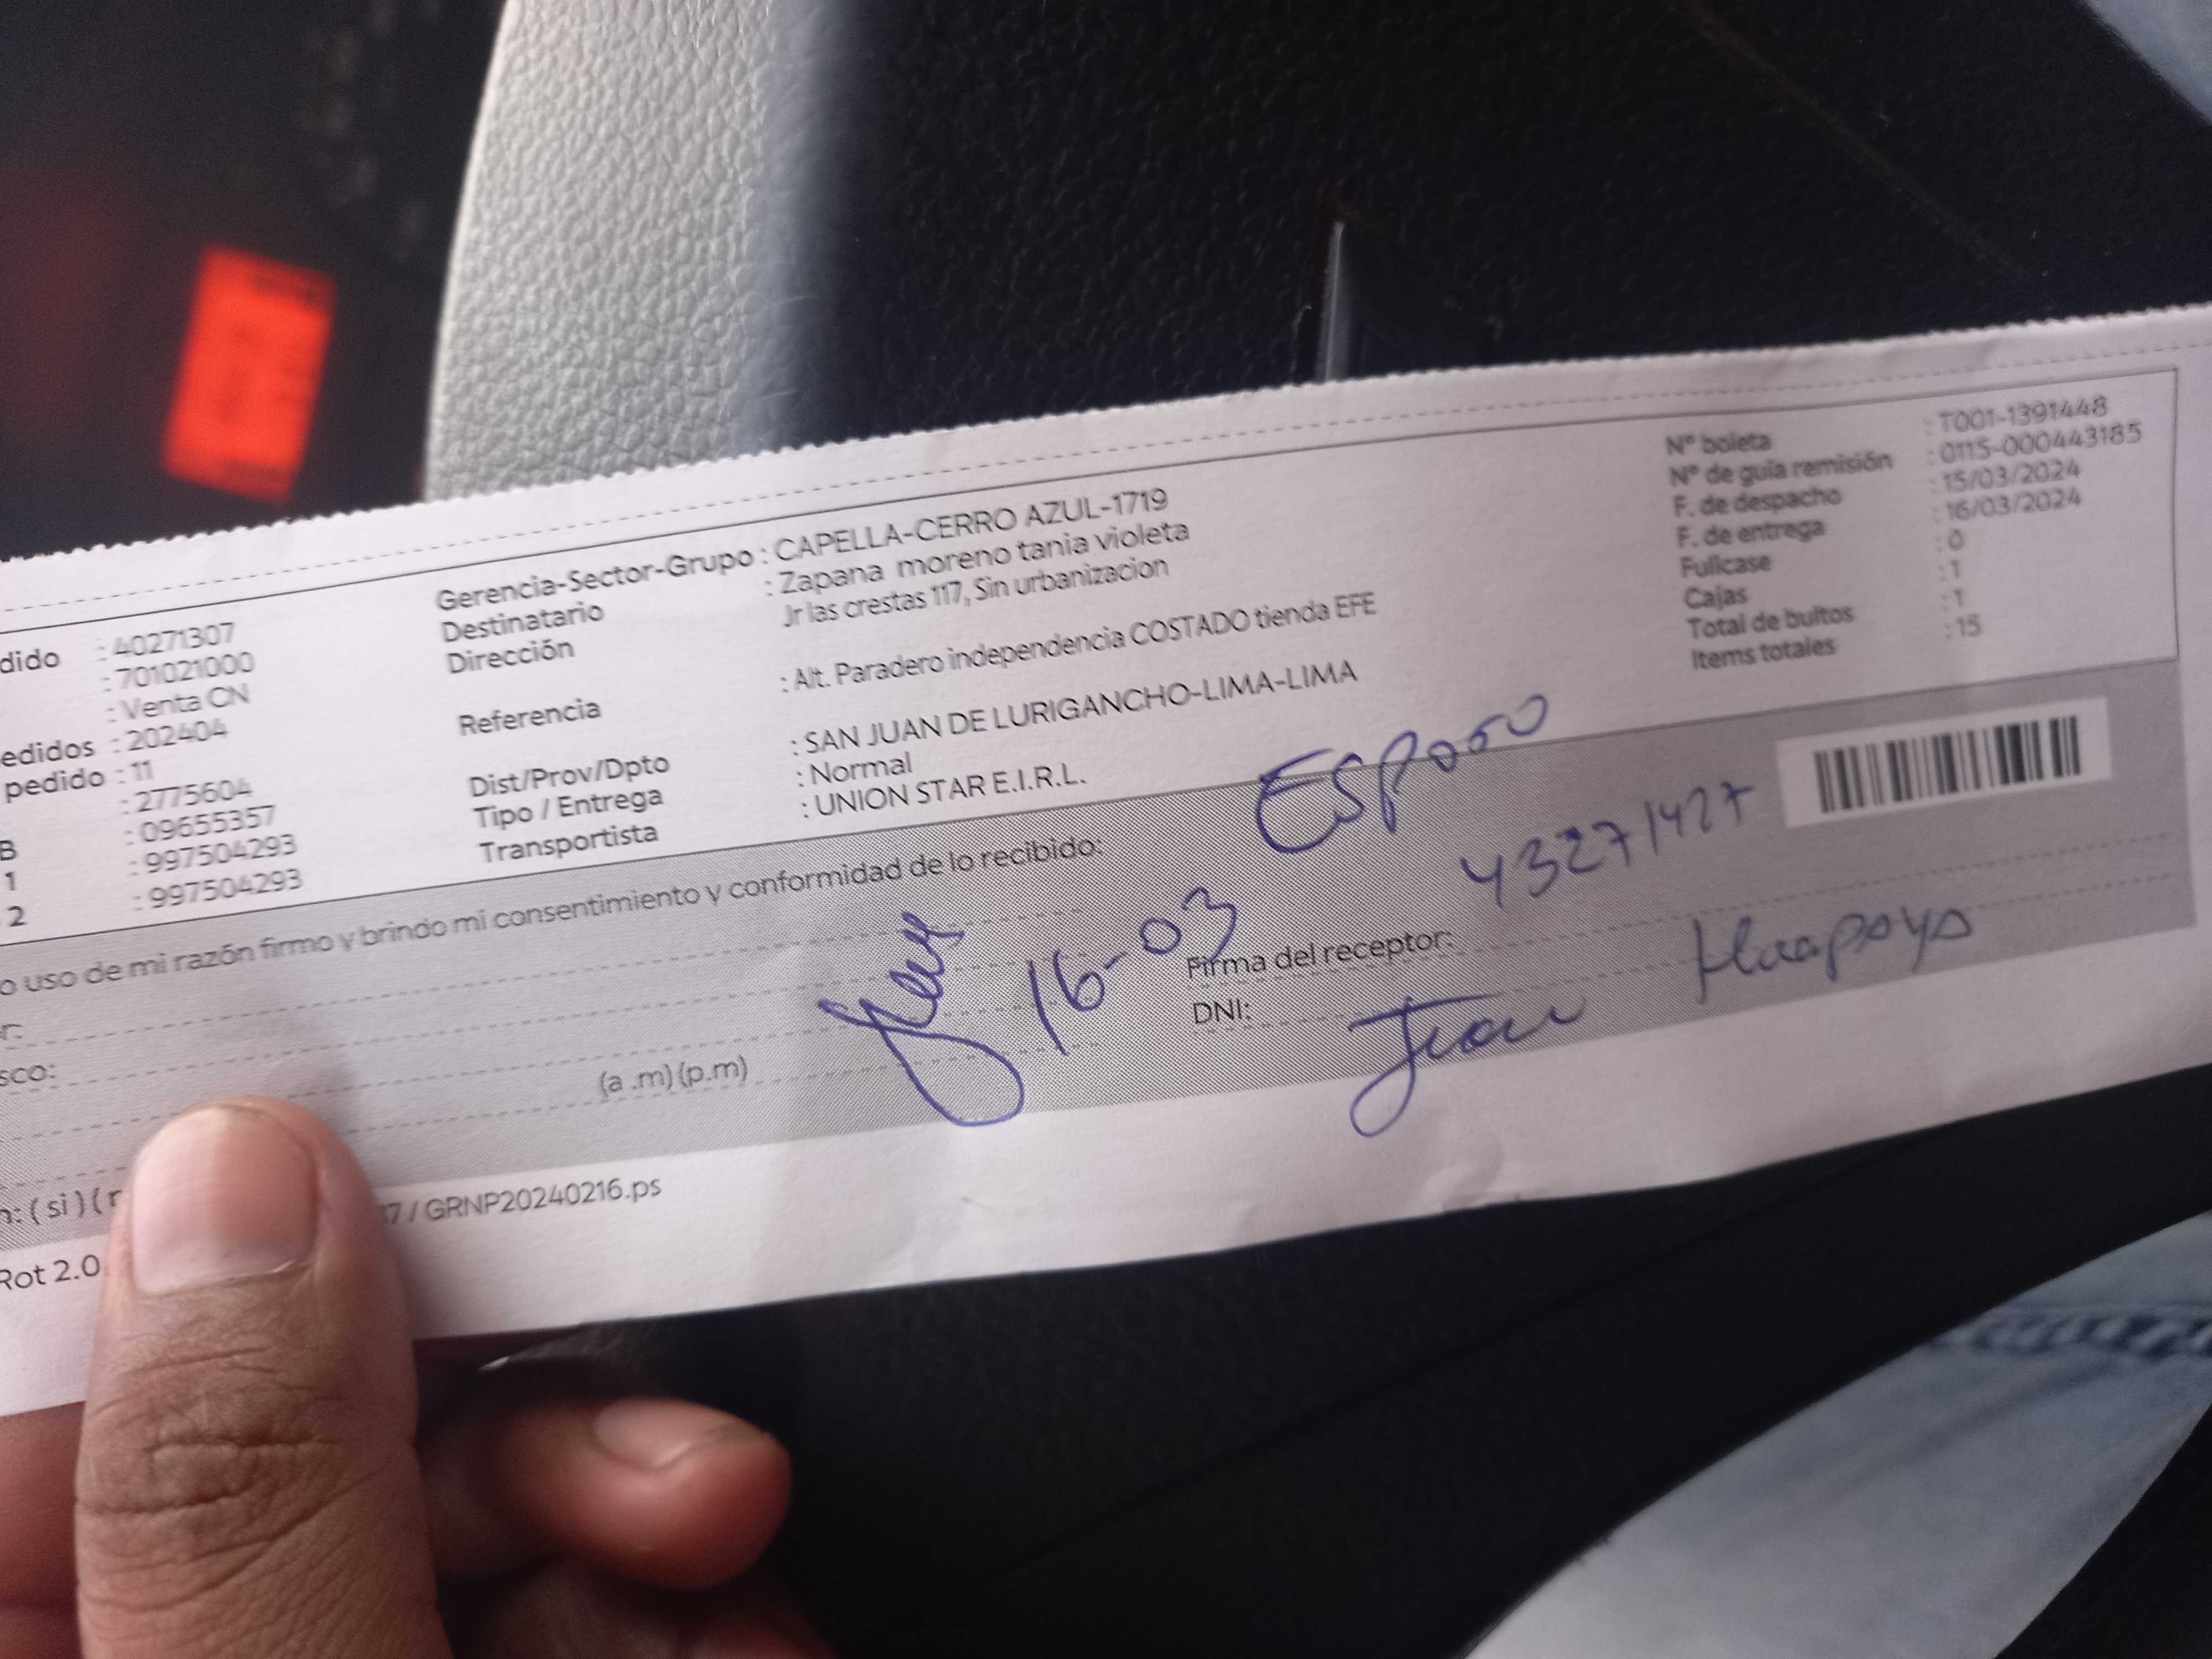 dido : 40271307
: 701021000
: Venta CN
edidos : 202404
pedido : 11
: 2775604
B : 09655357
1 : 997504293
2 : 997504293
Gerencia-Sector-Grupo : CAPELLA-CERRO AZUL-1719
Destinatario : Zapana moreno tania violeta
Dirección Jr las crestas 117, Sin urbanizacion
Referencia : Alt. Paradero independencia COSTADO tienda EFE
Dist/Prov/Dpto : SAN JUAN DE LURIGANCHO-LIMA-LIMA
Tipo / Entrega : Normal
Transportista : UNION STAR E.I.R.L.
N° boleta : T001-1391448
N° de guía remisión : 0115-000443185
F. de despacho : 15/03/2024
F. de entrega : 16/03/2024
Fullcase : 0
Cajas : 1
Total de bultos : 1
Items totales : 15
o uso de mi razón firmo y brindo mi consentimiento y conformidad de lo recibido:
Esposo
r:
sco:
16-03
Firma del receptor:
43271427
DNI:
Juan Huapaya
(a .m) (p.m)
n: ( si ) (
37 / GRNP20240216.ps
Rot 2.0